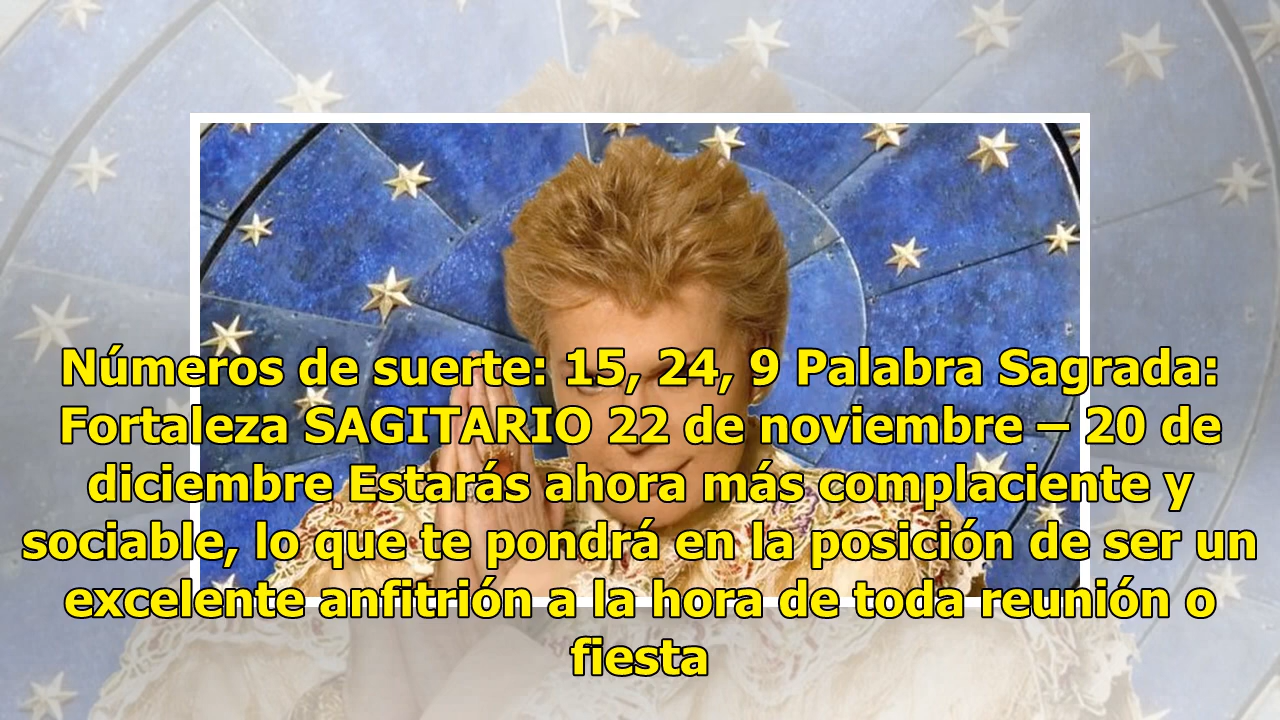 Números de suerte: 15, 24, 9 Palabra Sagrada:
Fortaleza SAGITARIO 22 de noviembre – 20 de
diciembre Estarás ahora más complaciente y
sociable, lo que te pondrá en la posición de ser un
excelente anfitrión a la hora de toda reunión o
fiesta